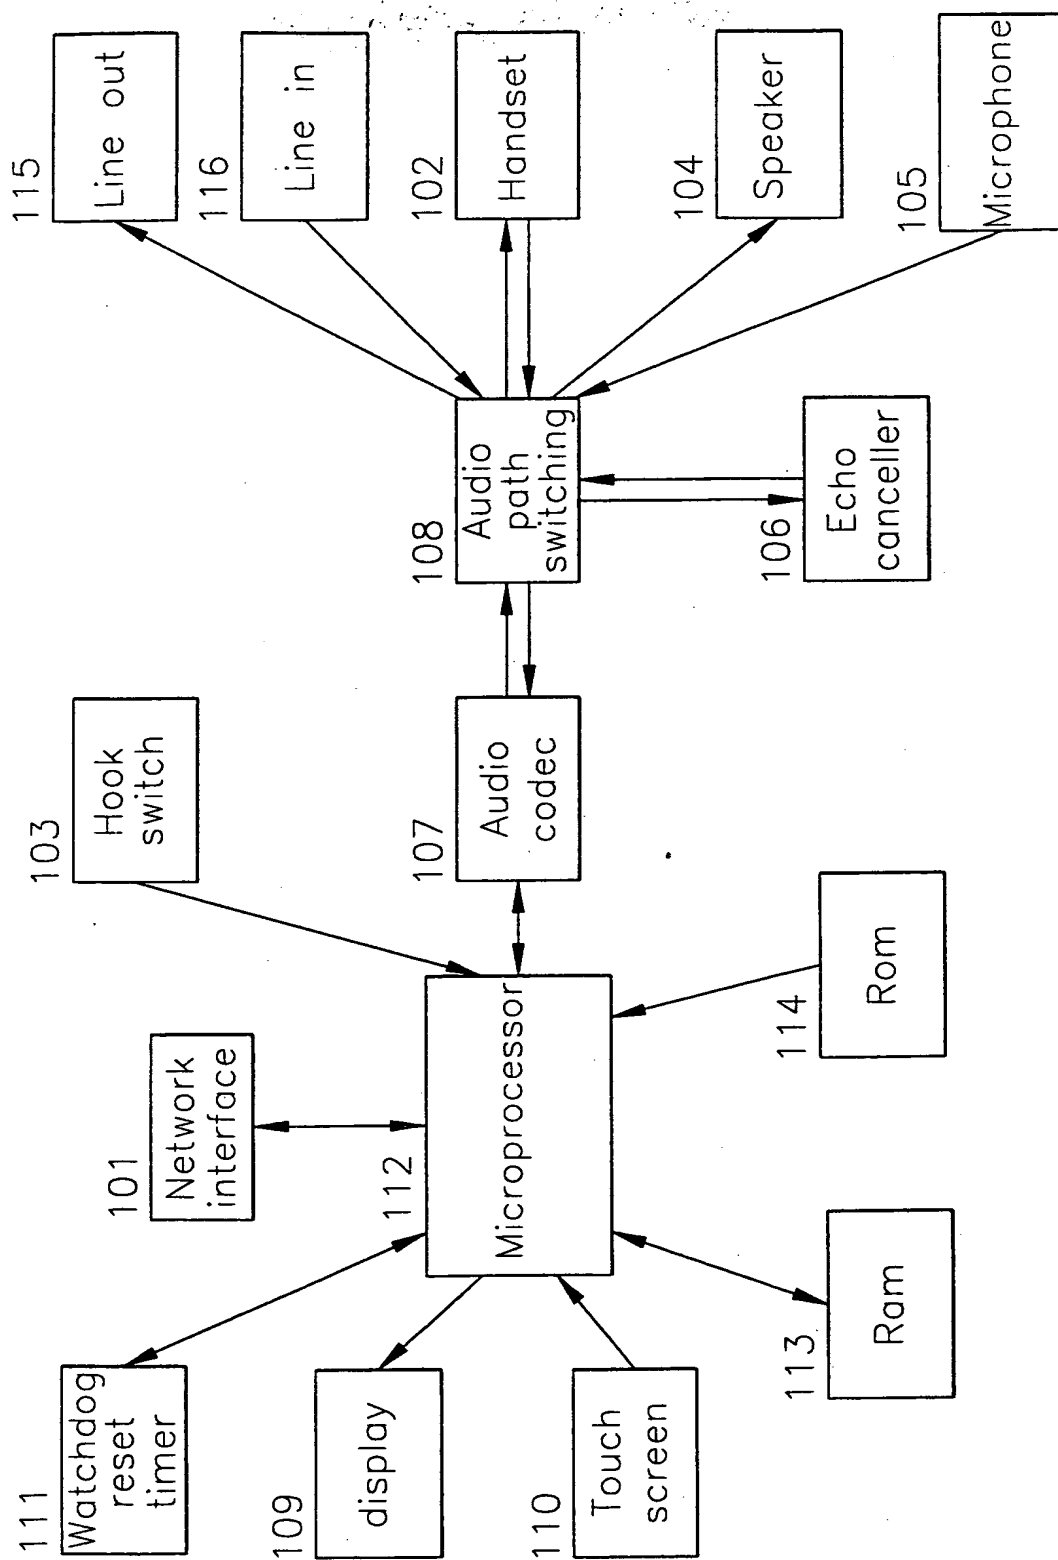 111
Watchdog
reset
timer
101
Network
interface
103
Hook
switch
115
Line out
116
Line in
109
display
112
Microprocessor
107
Audio
codec
108
Audio
path
switching
102
Handset
110
Touch
screen
104
Speaker
113
Ram
114
Rom
106
Echo
canceller
105
Microphone